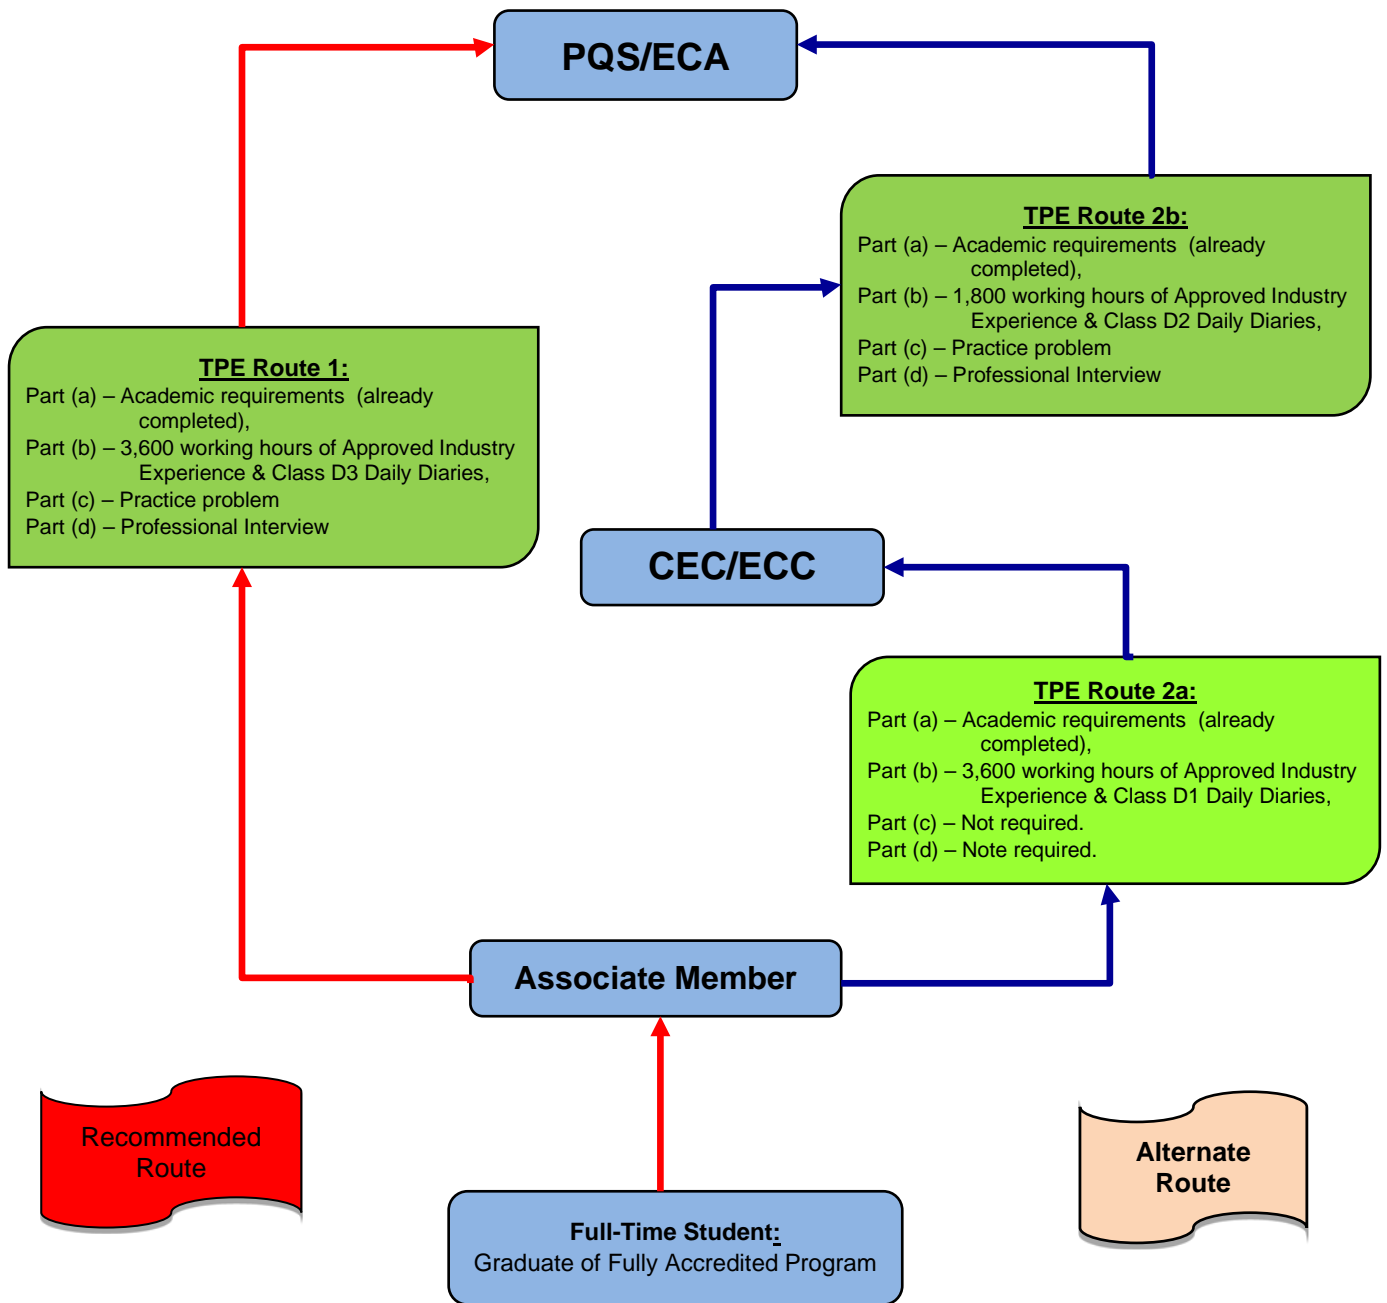 PQS/ECA
TPE Route 2b:
Part (a) – Academic requirements (already
completed),
Part (b) – 1,800 working hours of Approved Industry
Experience & Class D2 Daily Diaries,
Part (c) – Practice problem
Part (d) – Professional Interview
TPE Route 1:
Part (a) – Academic requirements (already
completed),
Part (b) – 3,600 working hours of Approved Industry
Experience & Class D3 Daily Diaries,
Part (c) – Practice problem
Part (d) – Professional Interview
CEC/ECC
TPE Route 2a:
Part (a) – Academic requirements (already
completed),
Part (b) – 3,600 working hours of Approved Industry
Experience & Class D1 Daily Diaries,
Part (c) – Not required.
Part (d) – Note required.
Associate Member
Recommended
Route
Alternate
Route
Full-Time Student:
Graduate of Fully Accredited Program